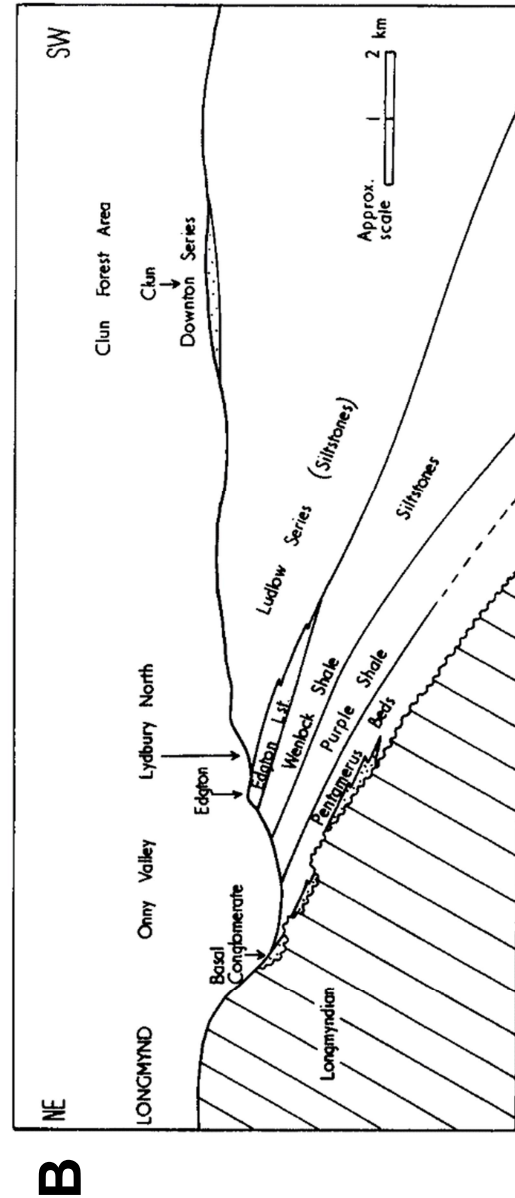 B
NE
SW
LONGMYND
Onny Valley
Edgton
Lydbury North
Clun Forest Area
Clun
Downton Series
Basal
Conglomerate
Ludlow Series (Siltstones)
Edgton Lst.
Wenlock Shale
Siltstones
Purple Shale
Pentamerus Beds
Longmyndian
Approx.
scale
1
2 km